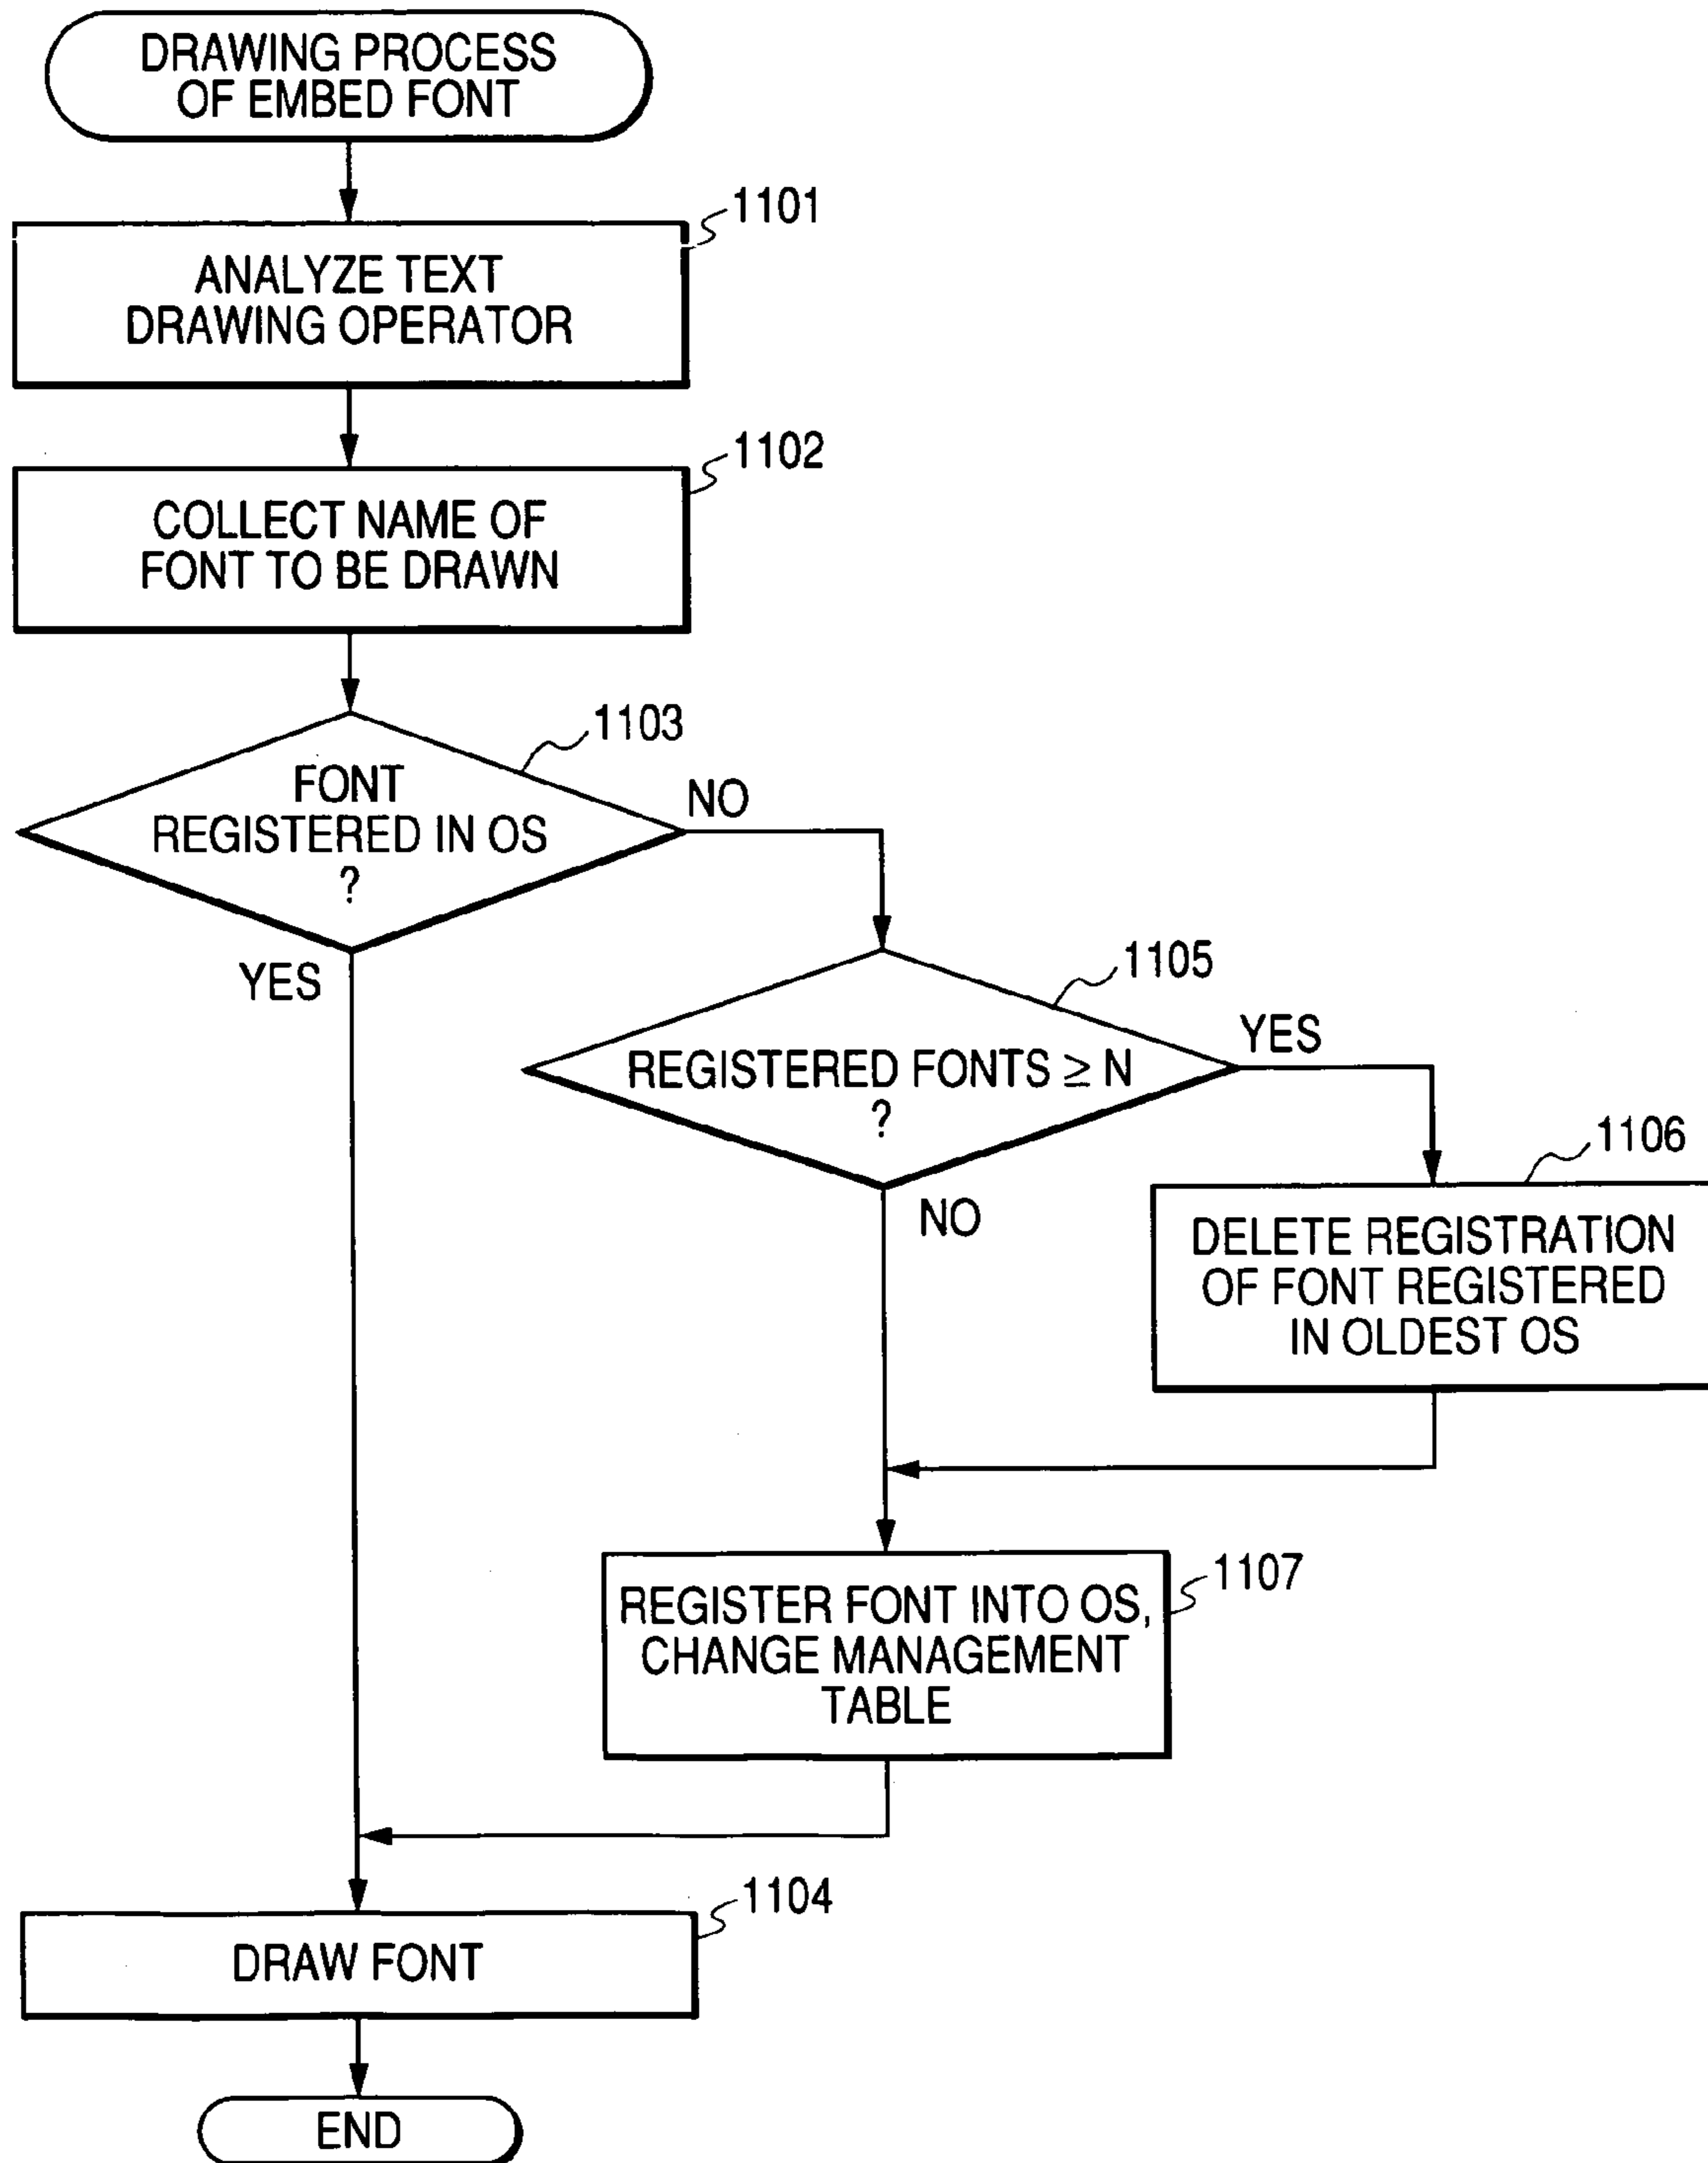 DRAWING PROCESS
OF EMBED FONT
1101
ANALYZE TEXT
DRAWING OPERATOR
1102
COLLECT NAME OF
FONT TO BE DRAWN
1103
FONT
REGISTERED IN OS
?
NO
YES
1105
REGISTERED FONTS ≥ N
?
YES
NO
1106
DELETE REGISTRATION
OF FONT REGISTERED
IN OLDEST OS
1107
REGISTER FONT INTO OS,
CHANGE MANAGEMENT
TABLE
1104
DRAW FONT
END